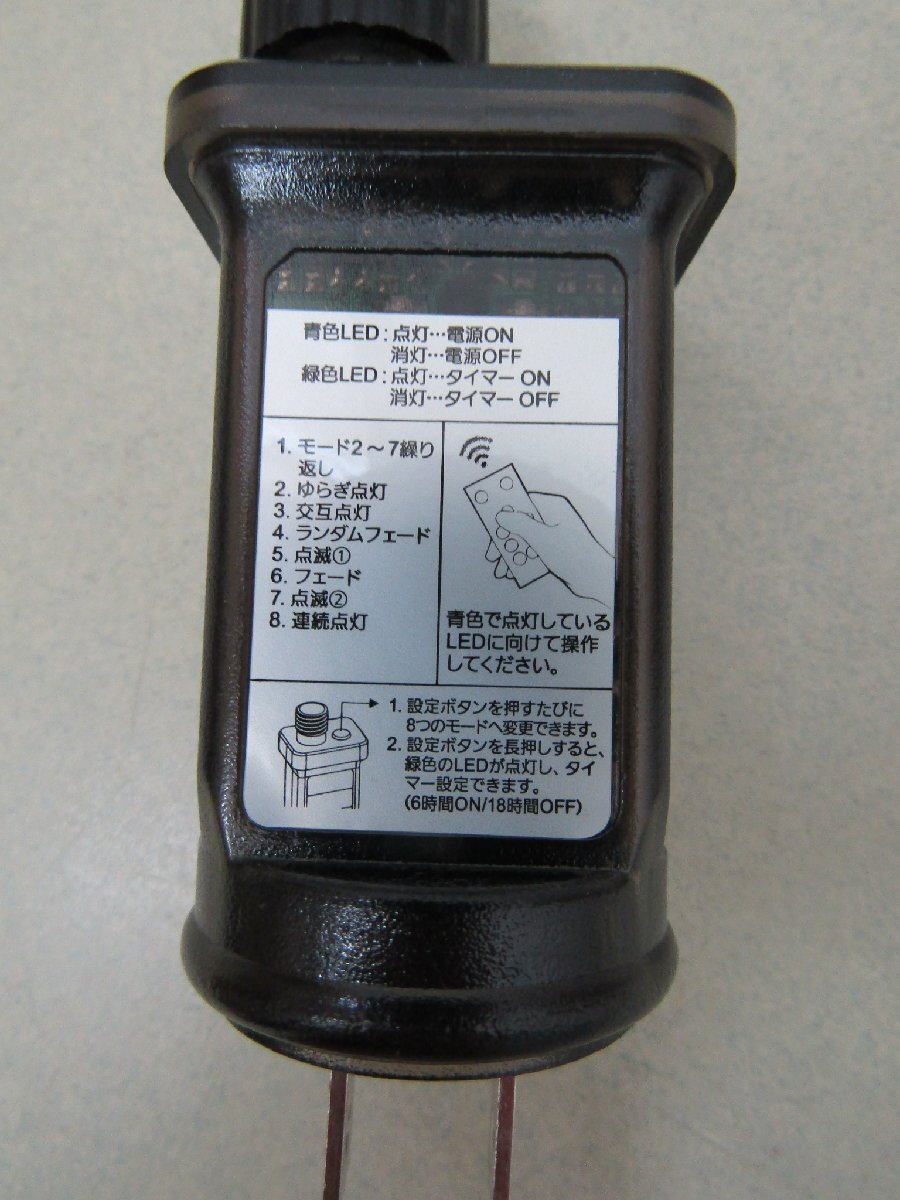 青色LED:点灯…電源ON
消灯…電源OFF
緑色LED:点灯…タイマー ON
消灯…タイマー OFF
1. モード2〜7繰り
返し
2. ゆらぎ点灯
3. 交互点灯
4. ランダムフェード
5. 点滅①
6. フェード
7. 点滅②
8. 連続点灯
青色で点灯している
LEDに向けて操作
してください。
1. 設定ボタンを押すたびに
8つのモードへ変更できます。
2. 設定ボタンを長押しすると、
緑色のLEDが点灯し、タイ
マー設定できます。
(6時間ON/18時間OFF)